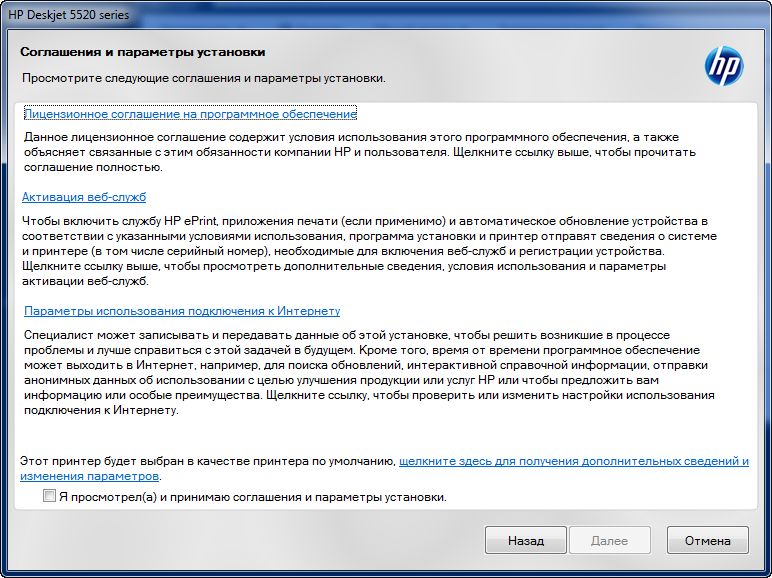 HP Deskjet 5520 series
Соглашения и параметры установки
Просмотрите следующие соглашения и параметры установки.
hp
Лицензионное соглашение на программное обеспечение
Данное лицензионное соглашение содержит условия использования этого программного обеспечения, а также
объясняет связанные с этим обязанности компании HP и пользователя. Щелкните ссылку выше, чтобы прочитать
соглашение полностью.
Активация веб-служб
Чтобы включить службу HP ePrint, приложения печати (если применимо) и автоматическое обновление устройства в
соответствии с указанными условиями использования, программа установки и принтер отправят сведения о системе
и принтере (в том числе серийный номер), необходимые для включения веб-служб и регистрации устройства.
Щелкните ссылку выше, чтобы просмотреть дополнительные сведения, условия использования и параметры
активации веб-служб.
Параметры использования подключения к Интернету
Специалист может записывать и передавать данные об этой установке, чтобы решить возникшие в процессе
проблемы и лучше справиться с этой задачей в будущем. Кроме того, время от времени программное обеспечение
может выходить в Интернет, например, для поиска обновлений, интерактивной справочной информации, отправки
анонимных данных об использовании с целью улучшения продукции или услуг HP или чтобы предложить вам
информацию или особые преимущества. Щелкните ссылку, чтобы проверить или изменить настройки использования
подключения к Интернету.
Этот принтер будет выбран в качестве принтера по умолчанию, щелкните здесь для получения дополнительных сведений и
изменения параметров.
Я просмотрел(а) и принимаю соглашения и параметры установки.
Назад Далее Отмена